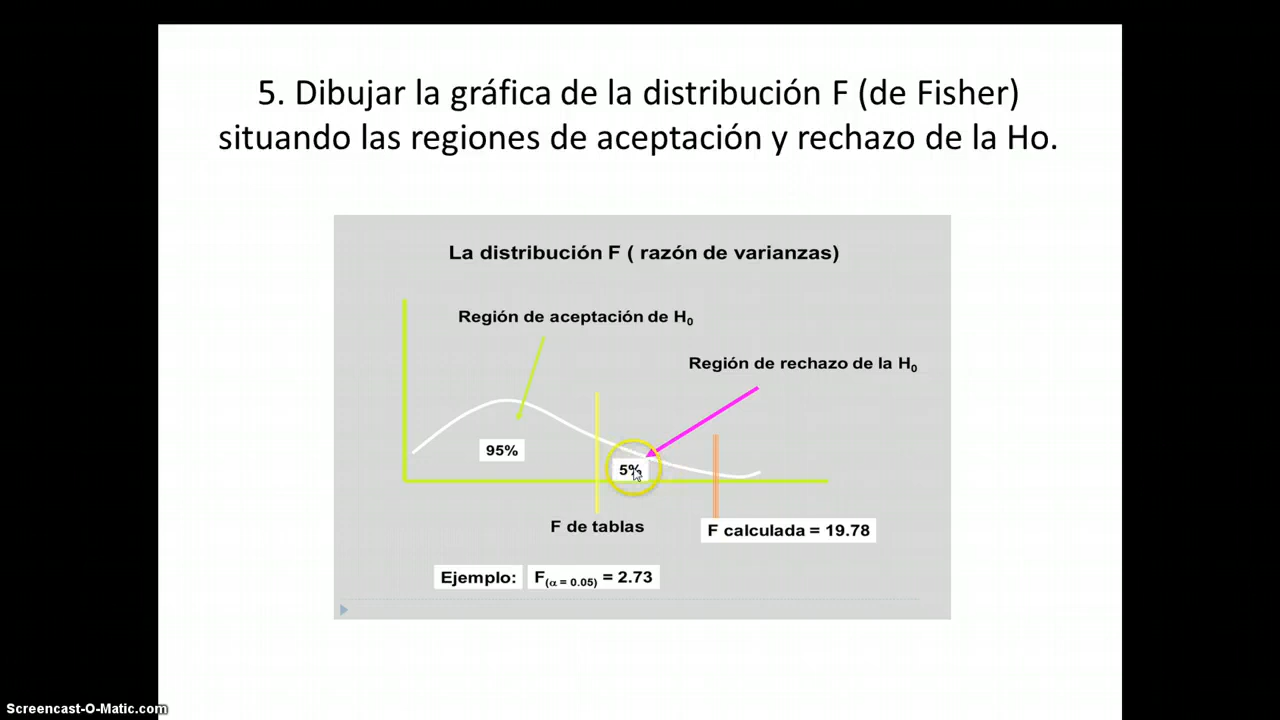 5. Dibujar la gráfica de la distribución F (de Fisher)
situando las regiones de aceptación y rechazo de la Ho.
La distribución F ( razón de varianzas)
Región de aceptación de H₀
Región de rechazo de la H₀
95%
5%
F de tablas
F calculada = 19.78
Ejemplo: F(α = 0.05) = 2.73
Screencast-O-Matic.com